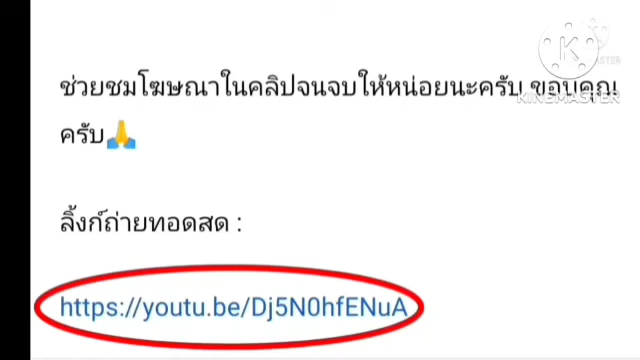 ช่วยชมโฆษณาในคลิปจนจบให้หน่อยนะครับ ขอบคุณ
ครับ🙏
ลิ้งก์ถ่ายทอดสด :
https://youtu.be/Dj5N0hfENuA
K
KINEMASTER